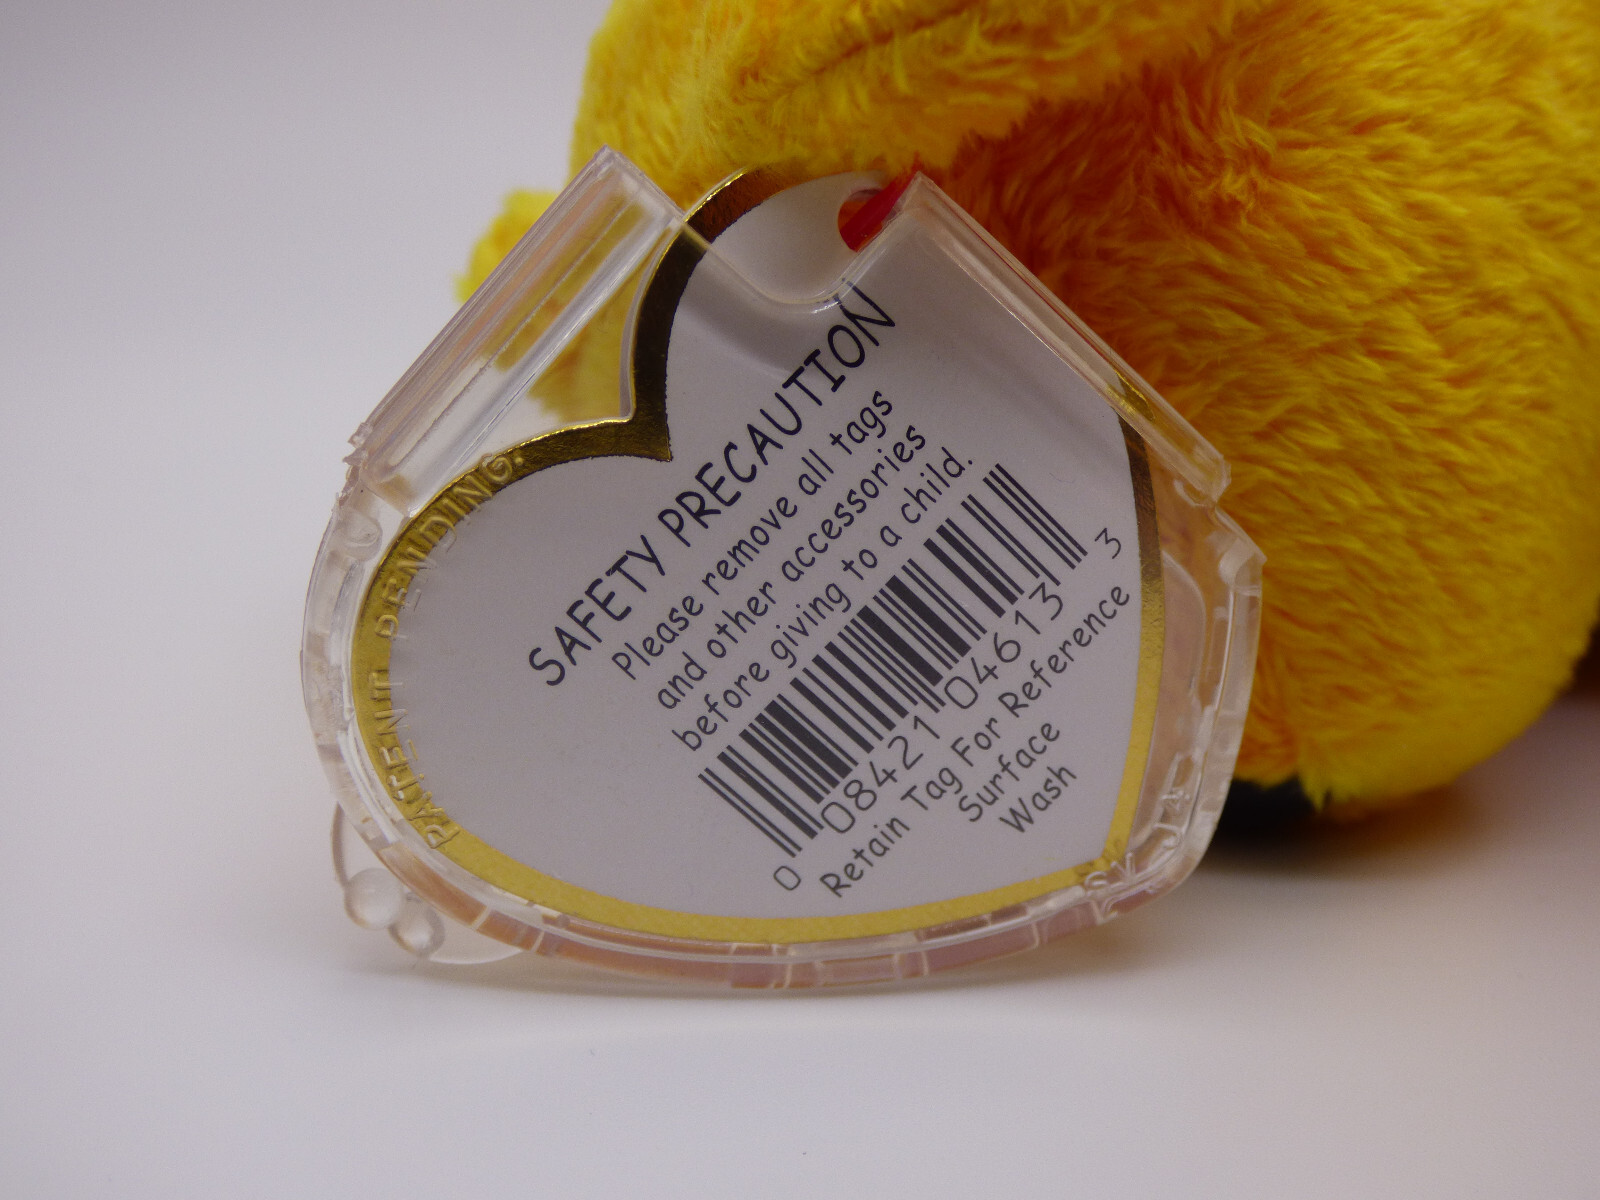 SAFETY PRECAUTION
Please remove all tags
and other accessories
before giving to a child.
0 08421 04613 3
Retain Tag For Reference
Surface
Wash
PATENT PENDING.